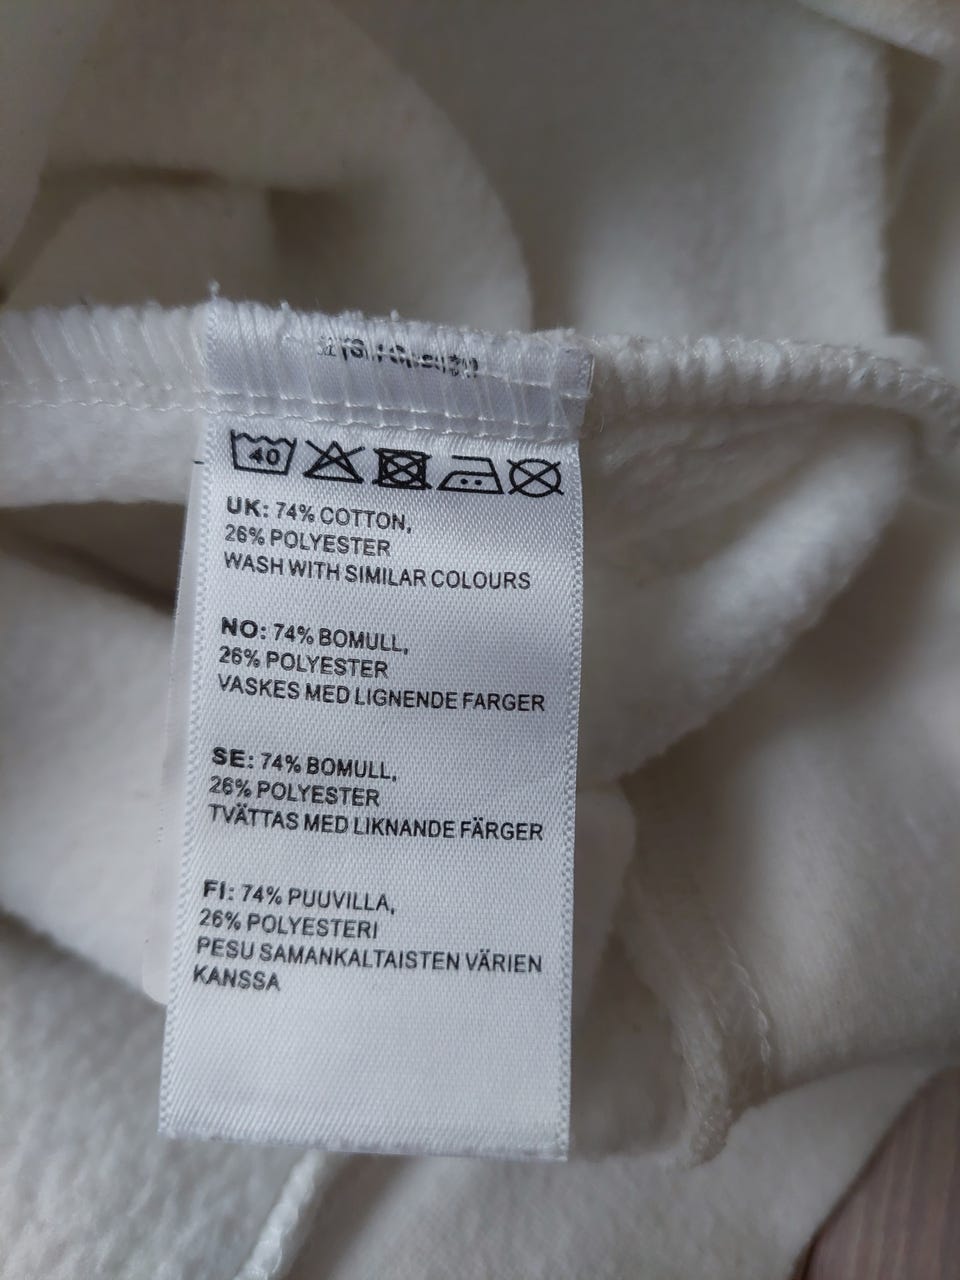 40
UK: 74% COTTON,
26% POLYESTER
WASH WITH SIMILAR COLOURS
NO: 74% BOMULL,
26% POLYESTER
VASKES MED LIGNENDE FARGER
SE: 74% BOMULL,
26% POLYESTER
TVÄTTAS MED LIKNANDE FÄRGER
FI: 74% PUUVILLA,
26% POLYESTERI
PESU SAMANKALTAISTEN VÄRIEN
KANSSA